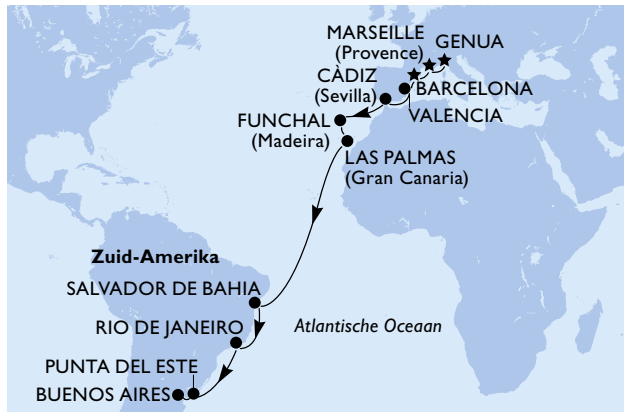 MARSEILLE
(Provence)
GENUA
CÀDIZ
(Sevilla)
BARCELONA
VALENCIA
FUNCHAL
(Madeira)
LAS PALMAS
(Gran Canaria)
Zuid-Amerika
SALVADOR DE BAHIA
RIO DE JANEIRO
Atlantische Oceaan
PUNTA DEL ESTE
BUENOS AIRES